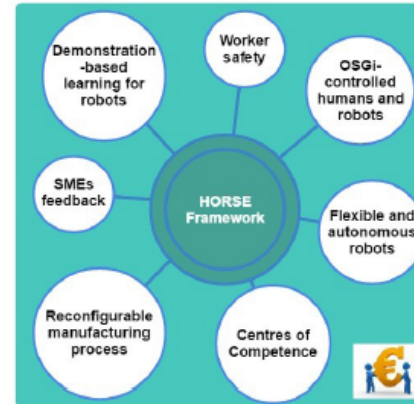 Demonstration
-based
learning for
robots
Worker
safety
OSGi-
controlled
humans and
robots
SMEs
feedback
HORSE
Framework
Flexible and
autonomous
robots
Reconfigurable
manufacturing
process
Centres of
Competence
€